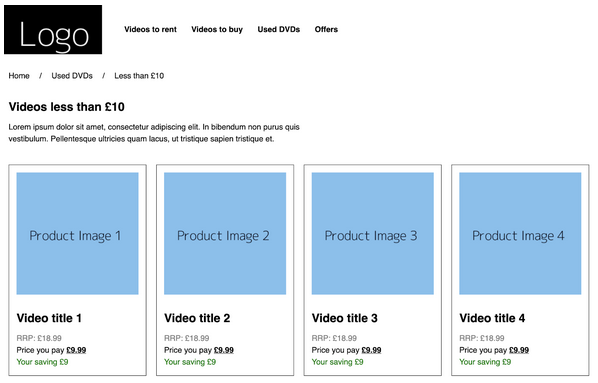 Logo
Videos to rent Videos to buy Used DVDs Offers
Home / Used DVDs / Less than £10
Videos less than £10
Lorem ipsum dolor sit amet, consectetur adipiscing elit. In bibendum non purus quis
vestibulum. Pellentesque ultricies quam lacus, ut tristique sapien tristique et.
Product Image 1
Video title 1
RRP: £18.99
Price you pay £9.99
Your saving £9
Product Image 2
Video title 2
RRP: £18.99
Price you pay £9.99
Your saving £9
Product Image 3
Video title 3
RRP: £18.99
Price you pay £9.99
Your saving £9
Product Image 4
Video title 4
RRP: £18.99
Price you pay £9.99
Your saving £9